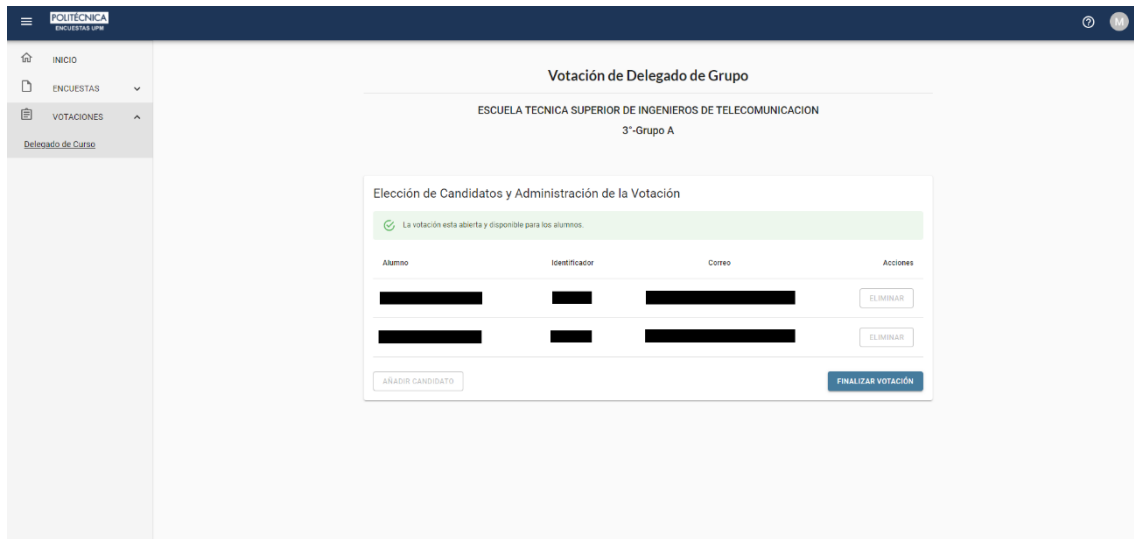 POLITÉCNICA
ENCUESTAS UPM
M
INICIO
ENCUESTAS
VOTACIONES
Delegado de Curso
Votación de Delegado de Grupo
ESCUELA TECNICA SUPERIOR DE INGENIEROS DE TELECOMUNICACION
3°-Grupo A
Elección de Candidatos y Administración de la Votación
La votación esta abierta y disponible para los alumnos.
Alumno Identificador Correo Acciones
ELIMINAR
ELIMINAR
AÑADIR CANDIDATO FINALIZAR VOTACIÓN